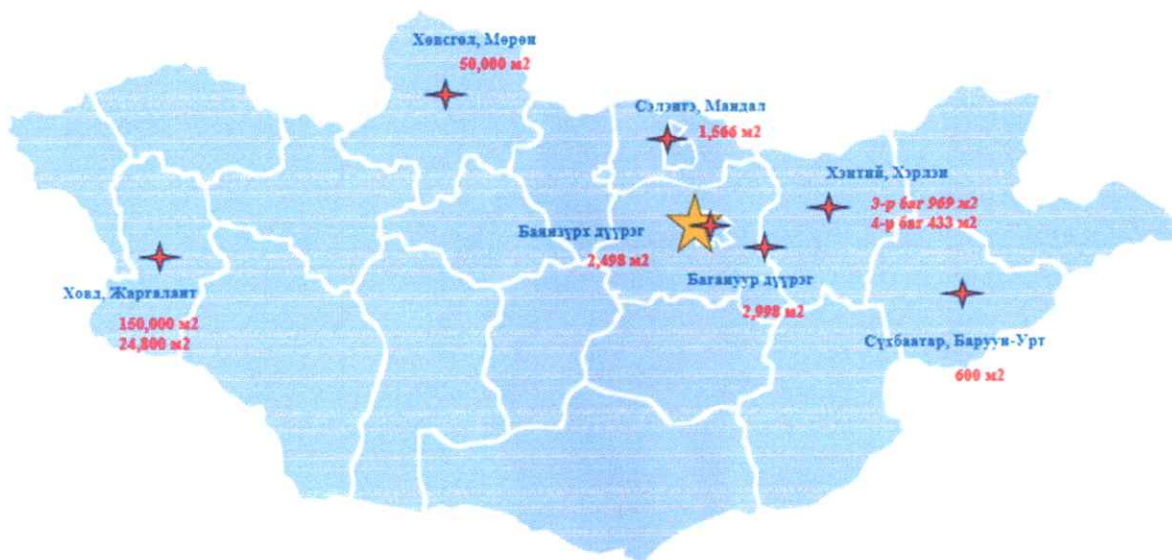 Хөвсгөл, Мөрөн
50,000 м2
Сэлэнгэ, Мандал
1,566 м2
Хэнтий, Хэрлэн
3-р баг 969 м2
4-р баг 433 м2
Баянзүрх дүүрэг
2,498 м2
Багануур дүүрэг
2,998 м2
Ховд, Жаргалант
150,000 м2
24,800 м2
Сүхбаатар, Баруун-Урт
600 м2